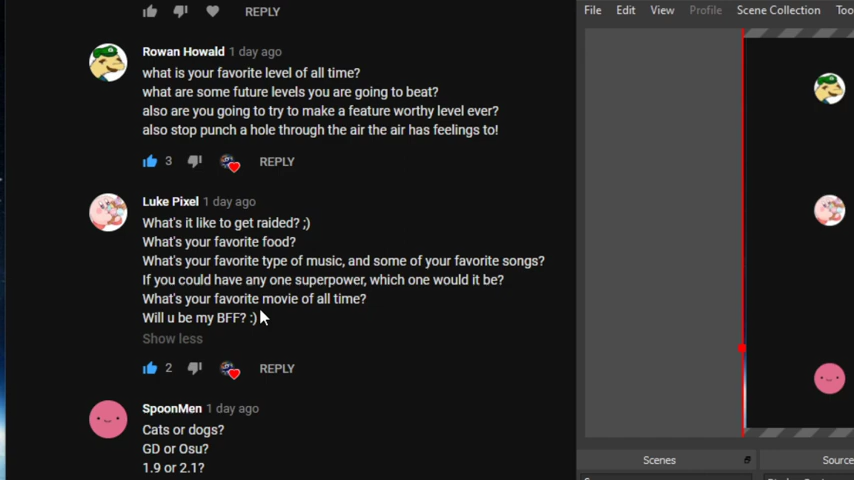 REPLY
File Edit View Profile Scene Collection
Rowan Howald 1 day ago
what is your favorite level of all time?
what are some future levels you are going to beat?
also are you going to try to make a feature worthy level ever?
also stop punch a hole through the air the air has feelings to!
3 REPLY
Luke Pixel 1 day ago
What's it like to get raided? ;)
What's your favorite food?
What's your favorite type of music, and some of your favorite songs?
If you could have any one superpower, which one would it be?
What's your favorite movie of all time?
Will u be my BFF? :)
Show less
2 REPLY
SpoonMen 1 day ago
Cats or dogs?
GD or Osu?
1.9 or 2.1?
Scenes